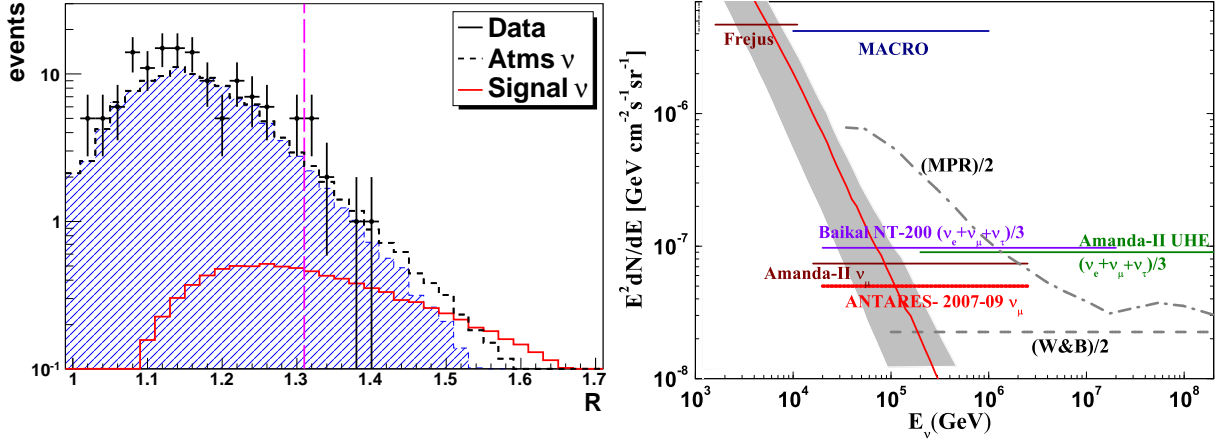 events
10
1
10⁻¹
1
1.1
1.2
1.3
1.4
1.5
1.6
1.7
R
Data
Atms ν
Signal ν
E² dN/dE [GeV cm⁻² s⁻¹ sr⁻¹]
10⁻⁶
10⁻⁷
10⁻⁸
Frejus
MACRO
(MPR)/2
Baikal NT-200 (νₑ+νμ+ντ)/3
Amanda-II UHE
(νₑ+νμ+ντ)/3
Amanda-II νμ
ANTARES- 2007-09 νμ
(W&B)/2
10³
10⁴
10⁵
10⁶
10⁷
10⁸
Eν(GeV)